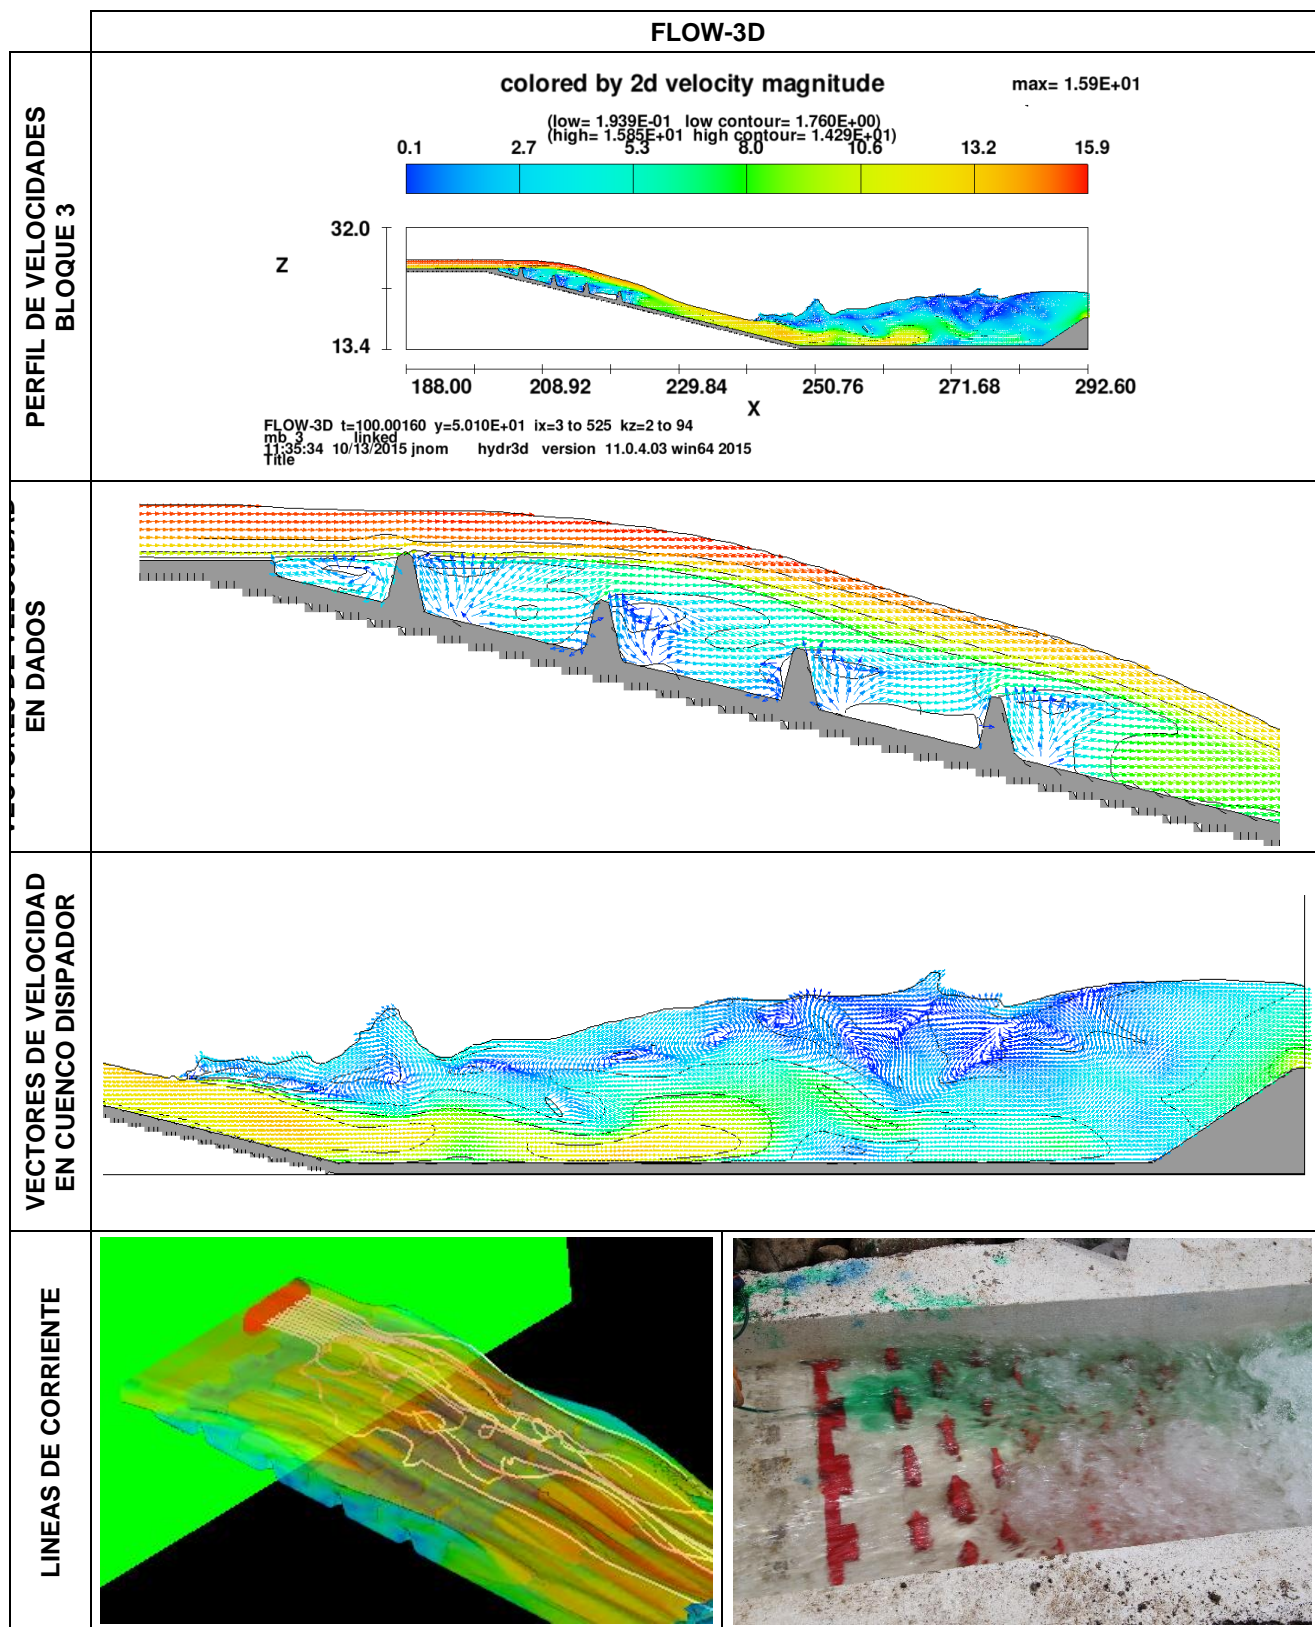 FLOW-3D
PERFIL DE VELOCIDADES
BLOQUE 3
colored by 2d velocity magnitude
max= 1.59E+01
(low= 1.939E-01 low contour= 1.760E+00)
(high= 1.585E+01 high contour= 1.429E+01)
0.1 2.7 5.3 8.0 10.6 13.2 15.9
32.0
Z
13.4
188.00 208.92 229.84 250.76 271.68 292.60
X
FLOW-3D t=100.00160 y=5.010E+01 ix=3 to 525 kz=2 to 94
mb_3 linked
11:35:34 10/13/2015 jnom hydr3d version 11.0.4.03 win64 2015
Title
EN DADOS
VECTORES DE VELOCIDAD
EN CUENCO DISIPADOR
LINEAS DE CORRIENTE